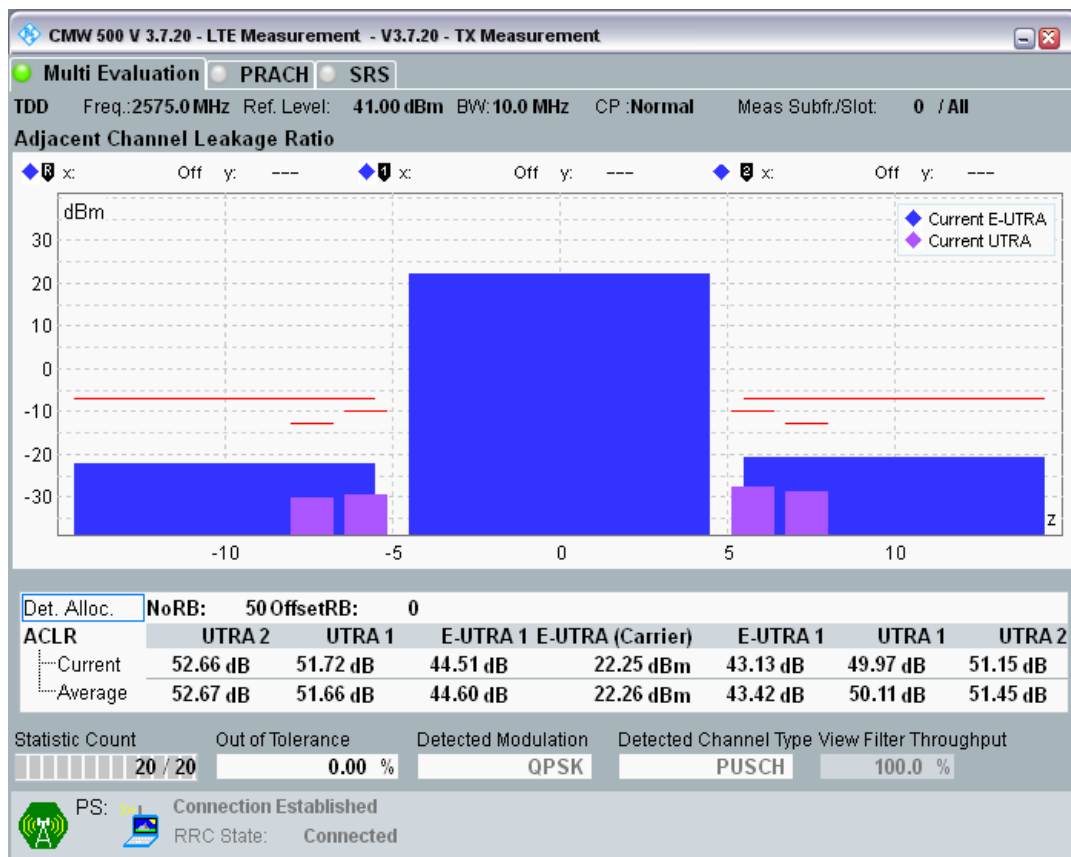 CMW 500 V 3.7.20 - LTE Measurement - V3.7.20 - TX Measurement
Multi Evaluation PRACH SRS
TDD Freq.:2575.0 MHz Ref. Level: 41.00 dBm BW:10.0 MHz CP :Normal Meas Subfr./Slot: 0 / All
Adjacent Channel Leakage Ratio
R x: Off y: --- 1 x: Off y: --- 2 x: Off y: ---
dBm
Current E-UTRA
Current UTRA
30
20
10
0
-10
-20
-30
z
-10 -5 0 5 10
Det. Alloc. NoRB: 50 OffsetRB: 0
ACLR UTRA 2 UTRA 1 E-UTRA 1 E-UTRA (Carrier) E-UTRA 1 UTRA 1 UTRA 2
Current 52.66 dB 51.72 dB 44.51 dB 22.25 dBm 43.13 dB 49.97 dB 51.15 dB
Average 52.67 dB 51.66 dB 44.60 dB 22.26 dBm 43.42 dB 50.11 dB 51.45 dB
Statistic Count Out of Tolerance Detected Modulation Detected Channel Type View Filter Throughput
20 / 20 0.00 % QPSK PUSCH 100.0 %
PS: Connection Established
RRC State: Connected